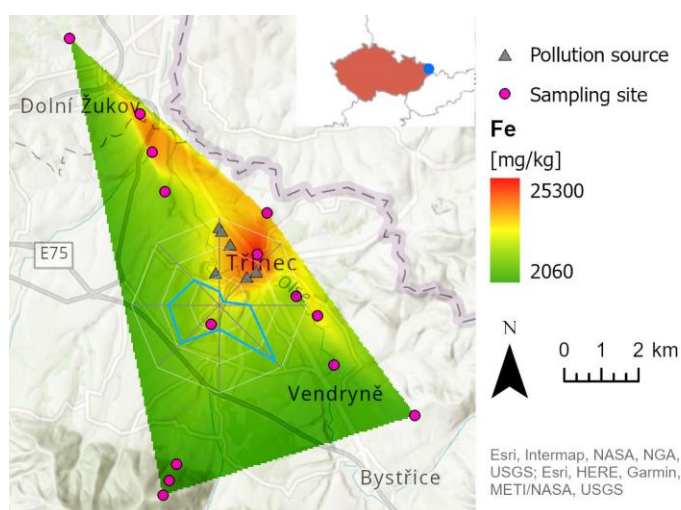 Dolní Žukov
E75
Třinec
Olše
Vendryně
Bystřice
Pollution source
Sampling site
Fe
[mg/kg]
25300
2060
N
0 1 2 km
Esri, Intermap, NASA, NGA,
USGS; Esri, HERE, Garmin,
METI/NASA, USGS